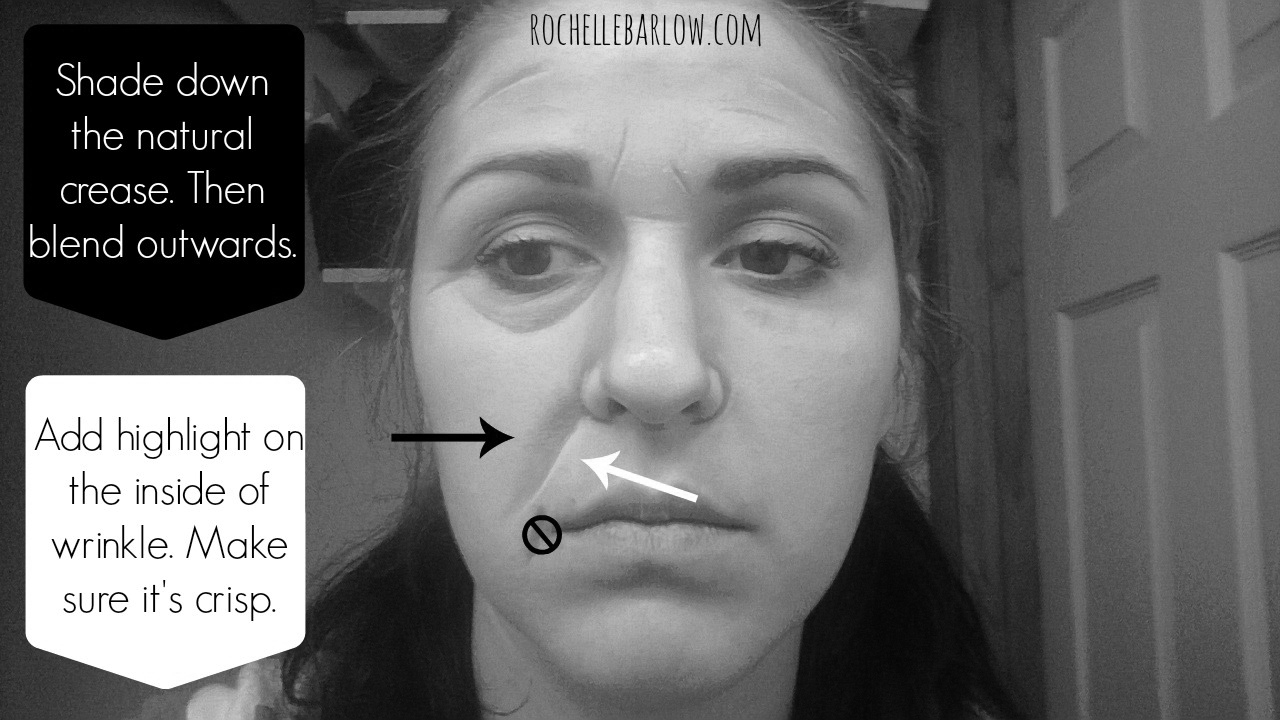 ROCHELLEBARLOW.COM
Shade down
the natural
crease. Then
blend outwards.
Add highlight on
the inside of
wrinkle. Make
sure it's crisp.